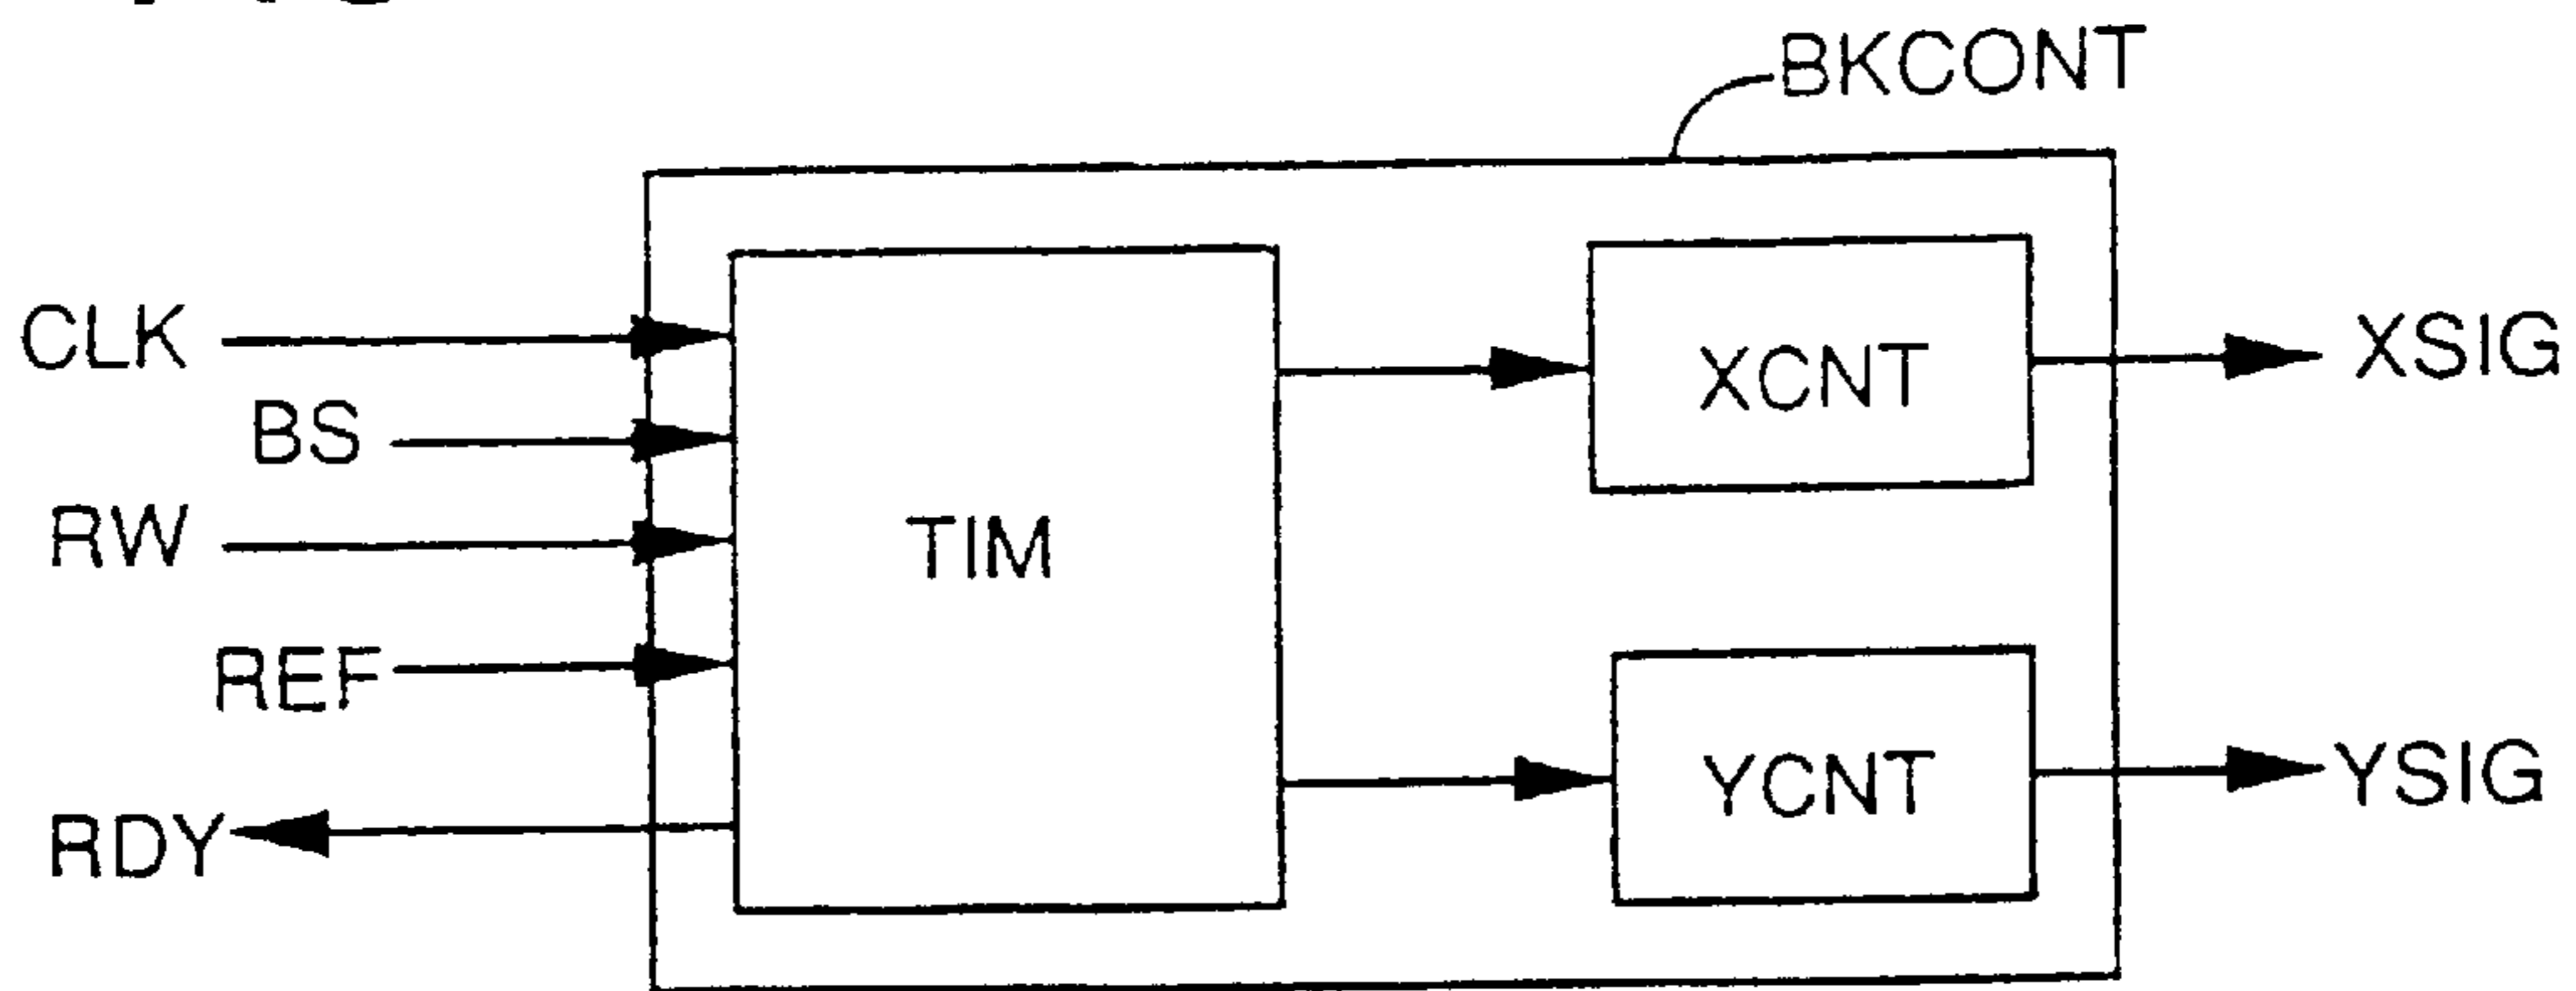 BKCONT
CLK
BS
RW
REF
RDY
TIM
XCNT
YCNT
XSIG
YSIG